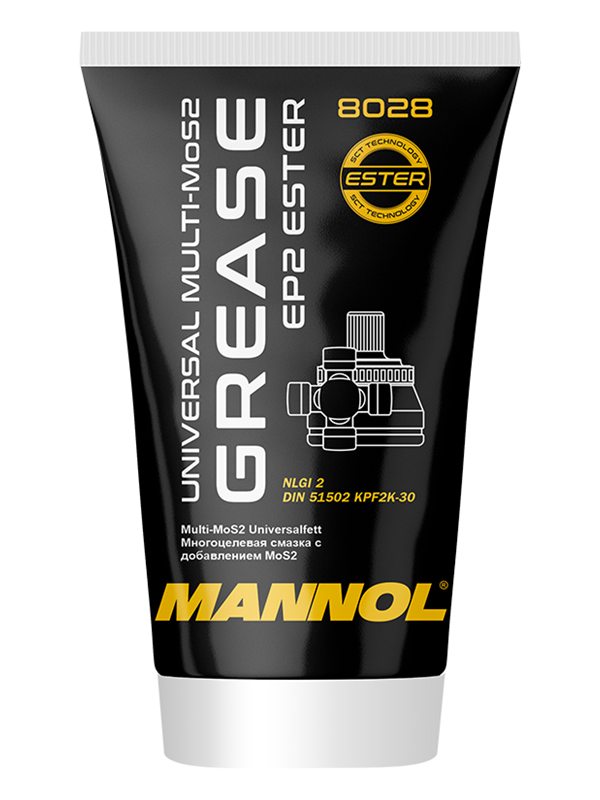 UNIVERSAL MULTI-MoS2
GREASE
EP2 ESTER
8028
SCT TECHNOLOGY
ESTER
SCT TECHNOLOGY
NLGI 2
DIN 51502 KPF2K-30
Multi-MoS2 Universalfett
Многоцелевая смазка с
добавлением MoS2
MANNOL®